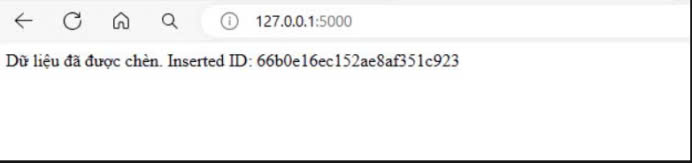 127.0.0.1:5000
Dữ liệu đã được chèn. Inserted ID: 66b0e16ec152ae8af351c923